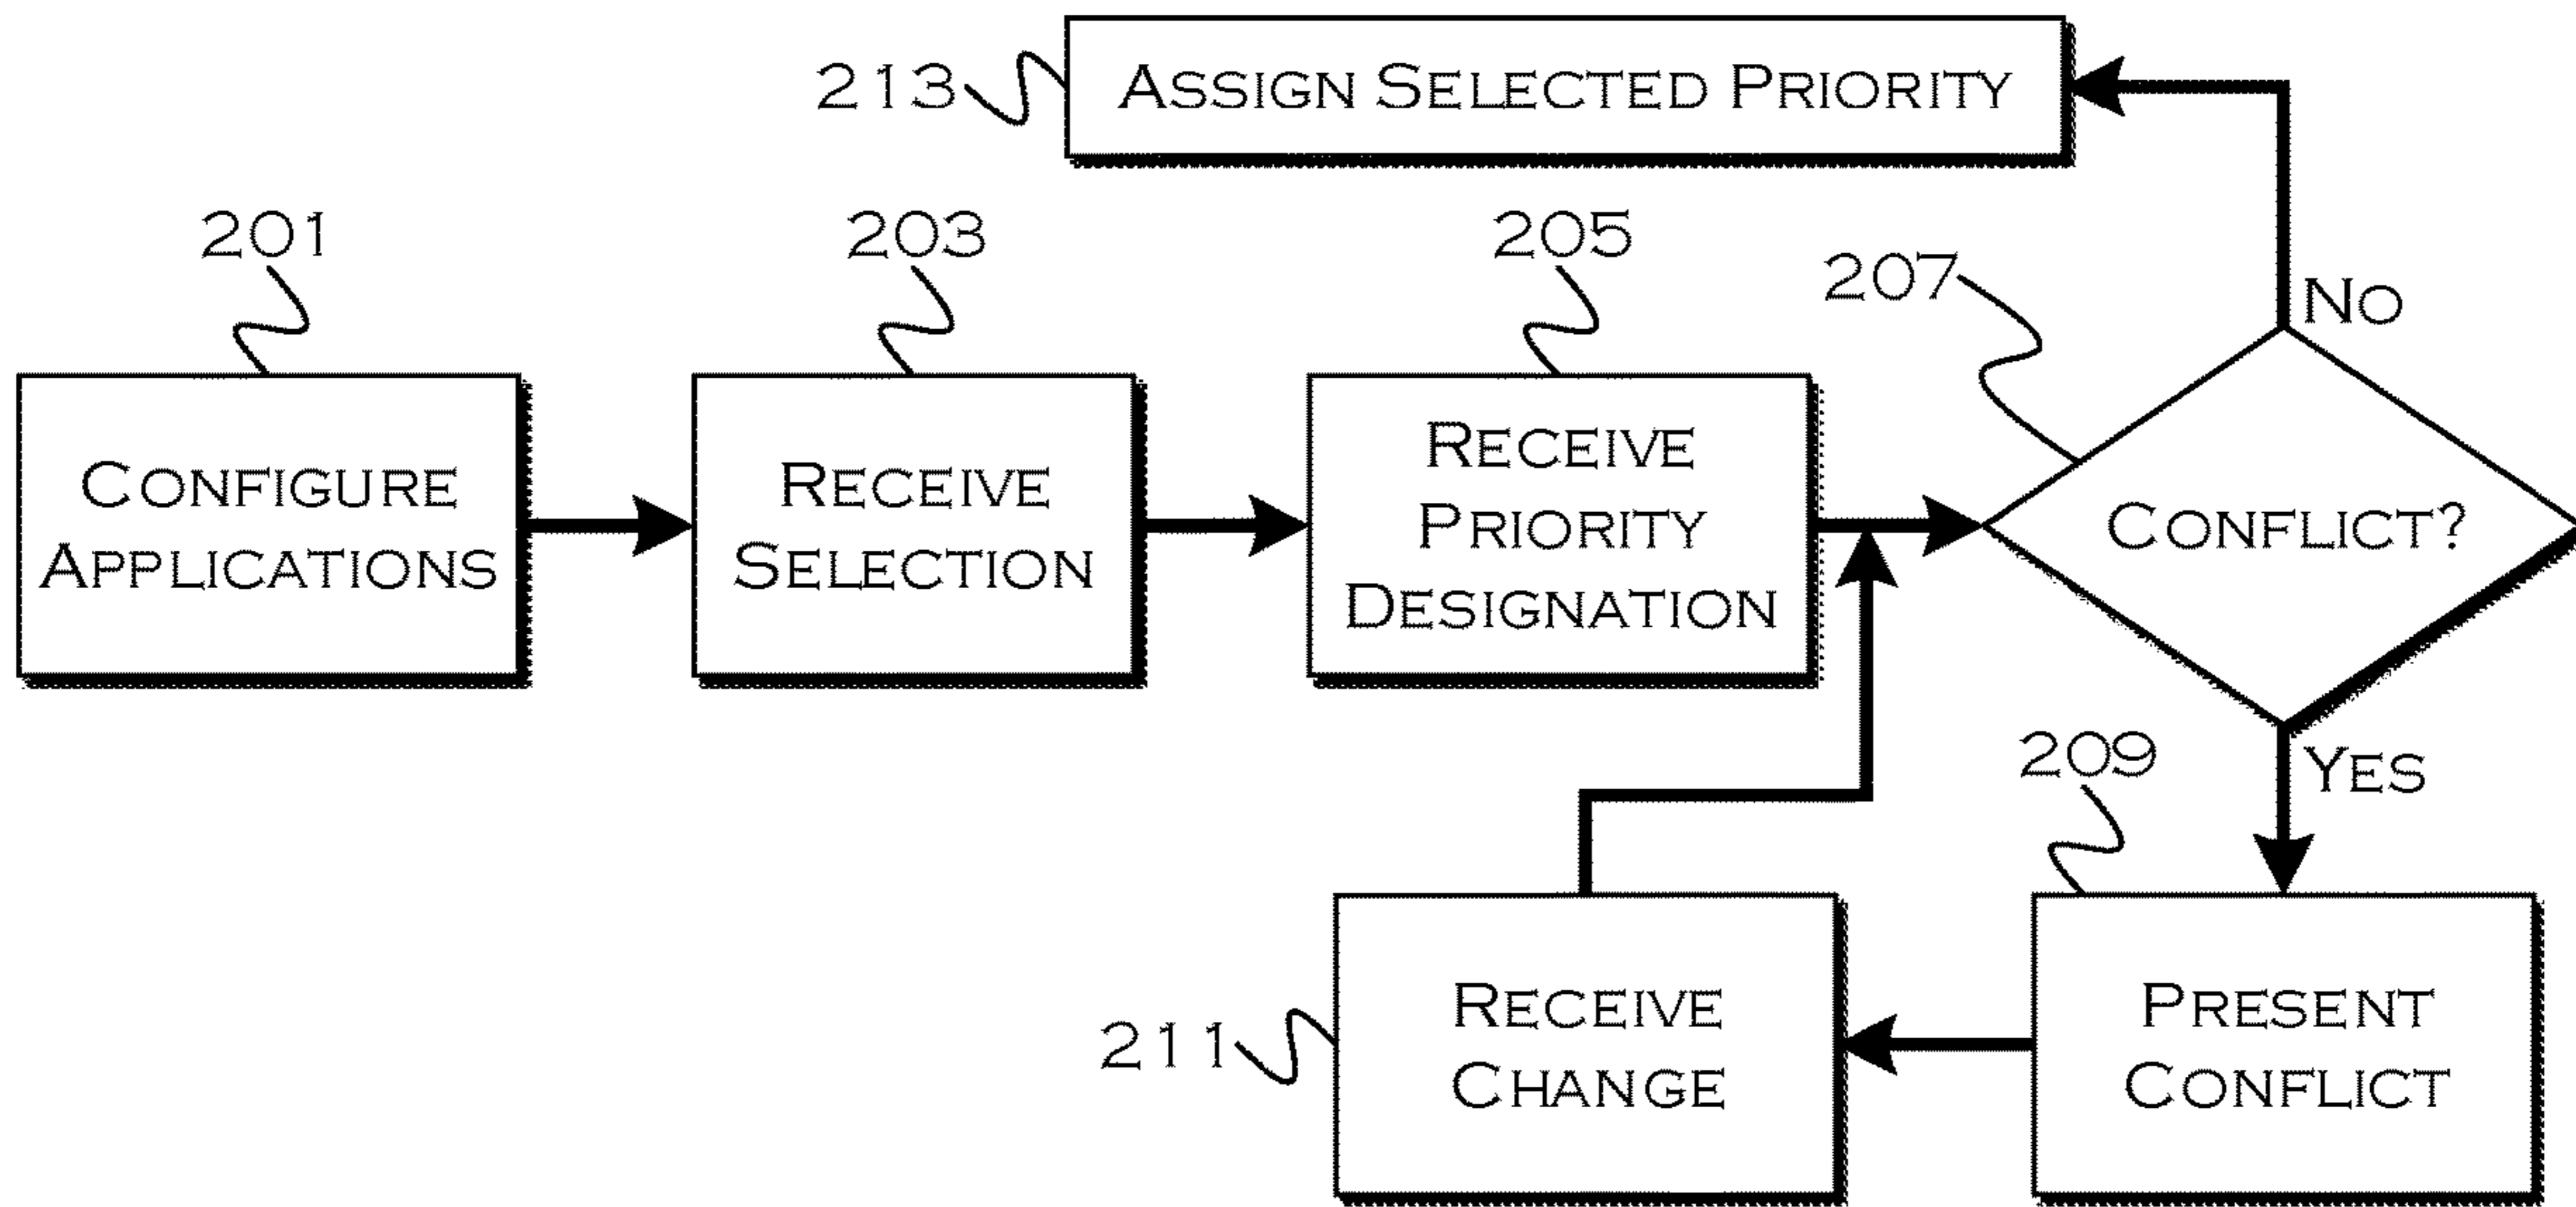 213
ASSIGN SELECTED PRIORITY
201
203
205
207
NO
CONFIGURE
APPLICATIONS
RECEIVE
SELECTION
RECEIVE
PRIORITY
DESIGNATION
CONFLICT?
YES
209
211
RECEIVE
CHANGE
PRESENT
CONFLICT